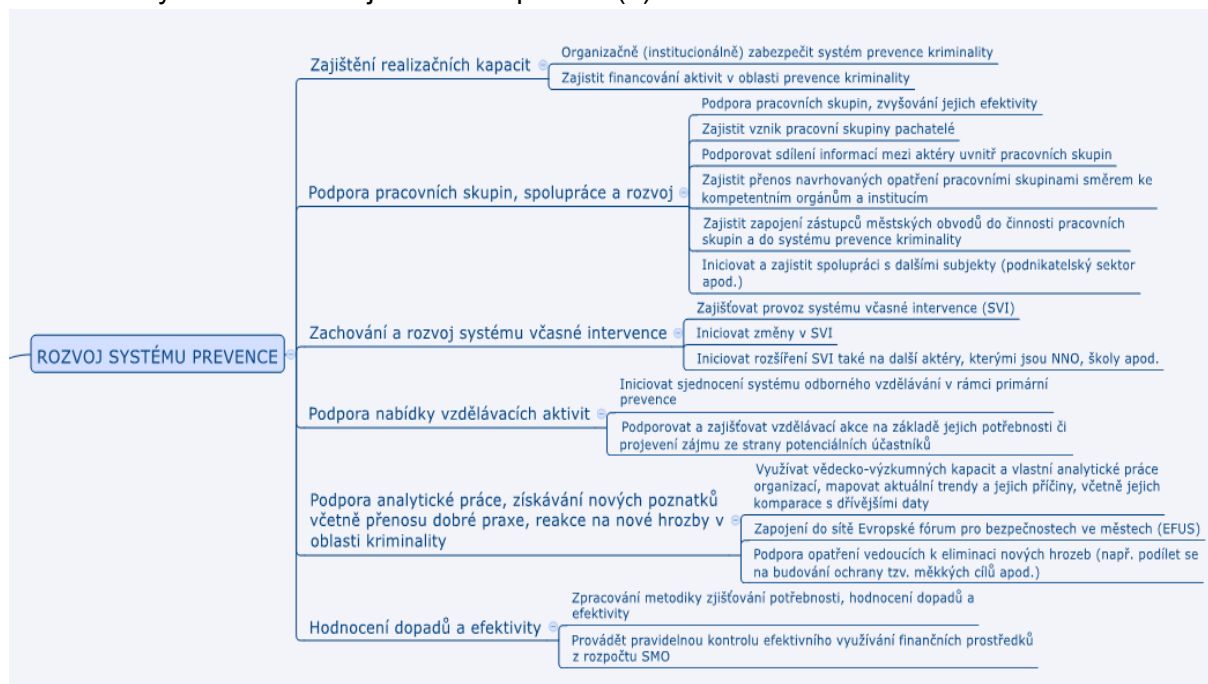 ROZVOJ SYSTÉMU PREVENCE
Zajištění realizačních kapacit
Organizačně (institucionálně) zabezpečit systém prevence kriminality
Zajistit financování aktivit v oblasti prevence kriminality
Podpora pracovních skupin, spolupráce a rozvoj
Podpora pracovních skupin, zvyšování jejich efektivity
Zajistit vznik pracovní skupiny pachatelé
Podporovat sdílení informací mezi aktéry uvnitř pracovních skupin
Zajistit přenos navrhovaných opatření pracovními skupinami směrem ke
kompetentním orgánům a institucím
Zajistit zapojení zástupců městských obvodů do činnosti pracovních
skupin a do systému prevence kriminality
Iniciovat a zajistit spolupráci s dalšími subjekty (podnikatelský sektor
apod.)
Zachování a rozvoj systému včasné intervence
Zajišťovat provoz systému včasné intervence (SVI)
Iniciovat změny v SVI
Iniciovat rozšíření SVI také na další aktéry, kterými jsou NNO, školy apod.
Podpora nabídky vzdělávacích aktivit
Iniciovat sjednocení systému odborného vzdělávání v rámci primární
prevence
Podporovat a zajišťovat vzdělávací akce na základě jejich potřebnosti či
projevení zájmu ze strany potenciálních účastníků
Podpora analytické práce, získávání nových poznatků
včetně přenosu dobré praxe, reakce na nové hrozby v
oblasti kriminality
Využívat vědecko-výzkumných kapacit a vlastní analytické práce
organizací, mapovat aktuální trendy a jejich příčiny, včetně jejich
komparace s dřívějšími daty
Zapojení do sítě Evropské fórum pro bezpečnostech ve městech (EFUS)
Podpora opatření vedoucích k eliminaci nových hrozeb (např. podílet se
na budování ochrany tzv. měkkých cílů apod.)
Hodnocení dopadů a efektivity
Zpracování metodiky zjišťování potřebnosti, hodnocení dopadů a
efektivity
Provádět pravidelnou kontrolu efektivního využívání finančních prostředků
z rozpočtu SMO